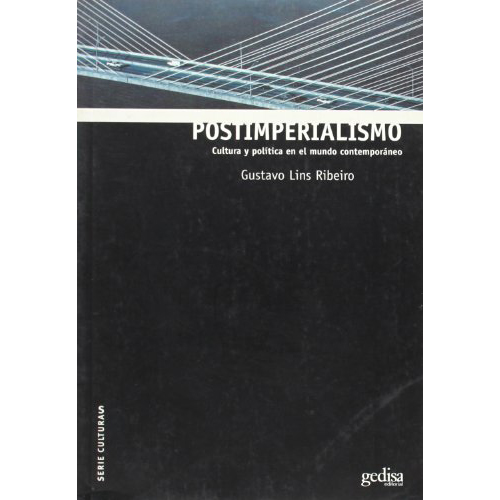 POSTIMPERIALISMO
Cultura y política en el mundo contemporáneo
Gustavo Lins Ribeiro
SERIE CULTURAS
gedisa
editorial